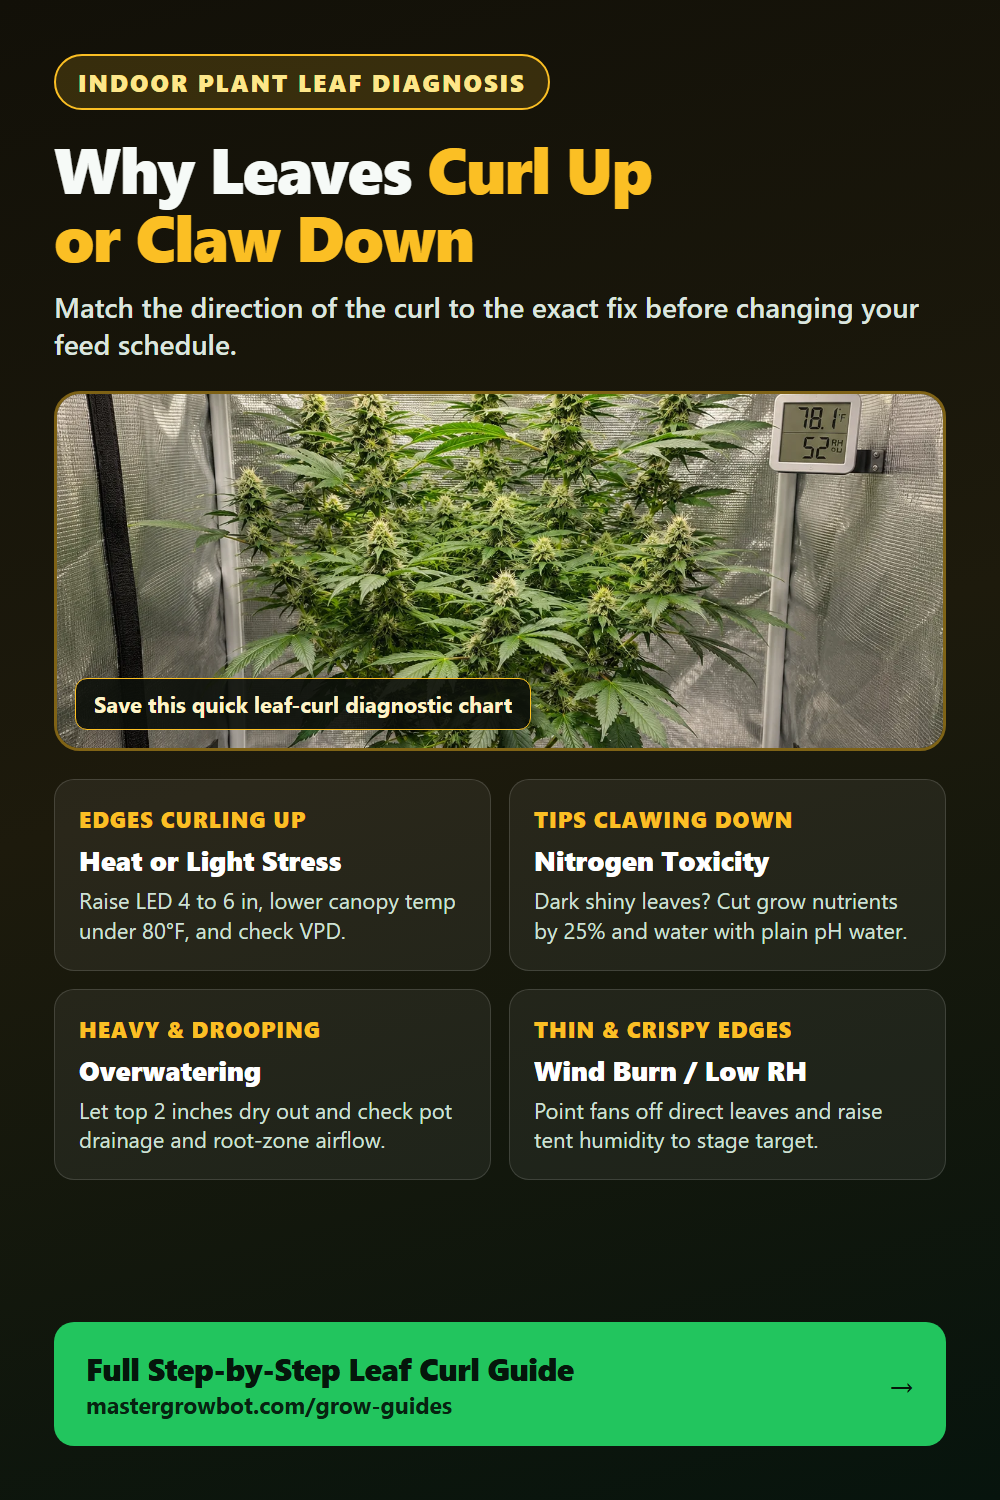 INDOOR PLANT LEAF DIAGNOSIS
Why Leaves Curl Up
or Claw Down
Match the direction of the curl to the exact fix before changing your
feed schedule.
78.1°F
52 RH
Save this quick leaf-curl diagnostic chart
EDGES CURLING UP
Heat or Light Stress
Raise LED 4 to 6 in, lower canopy temp
under 80°F, and check VPD.
TIPS CLAWING DOWN
Nitrogen Toxicity
Dark shiny leaves? Cut grow nutrients
by 25% and water with plain pH water.
HEAVY & DROOPING
Overwatering
Let top 2 inches dry out and check pot
drainage and root-zone airflow.
THIN & CRISPY EDGES
Wind Burn / Low RH
Point fans off direct leaves and raise
tent humidity to stage target.
Full Step-by-Step Leaf Curl Guide
mastergrowbot.com/grow-guides
→